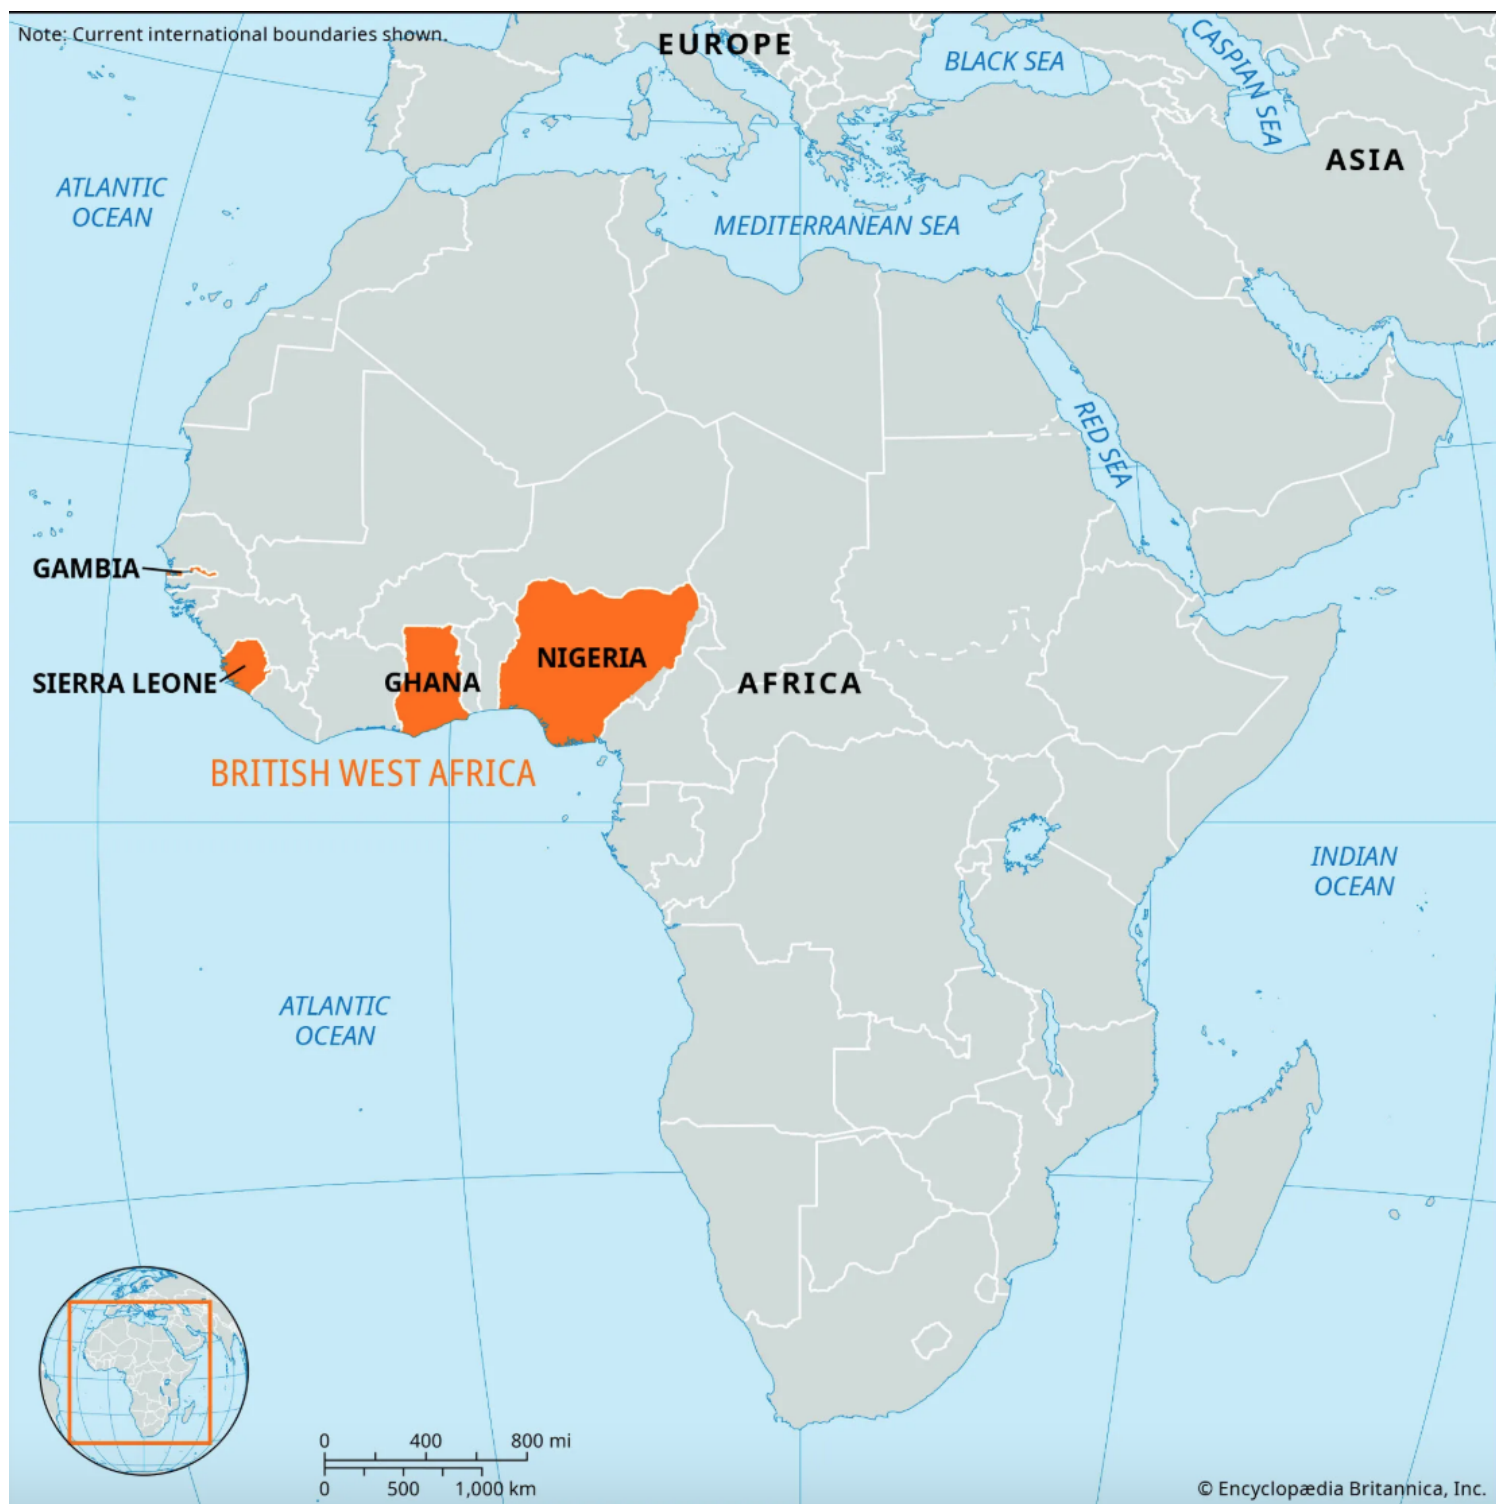 Note: Current international boundaries shown.
EUROPE
BLACK SEA
CASPIAN SEA
ASIA
ATLANTIC
OCEAN
MEDITERRANEAN SEA
RED SEA
GAMBIA
SIERRA LEONE
GHANA
NIGERIA
AFRICA
BRITISH WEST AFRICA
INDIAN
OCEAN
ATLANTIC
OCEAN
0 400 800 mi
0 500 1,000 km
© Encyclopædia Britannica, Inc.